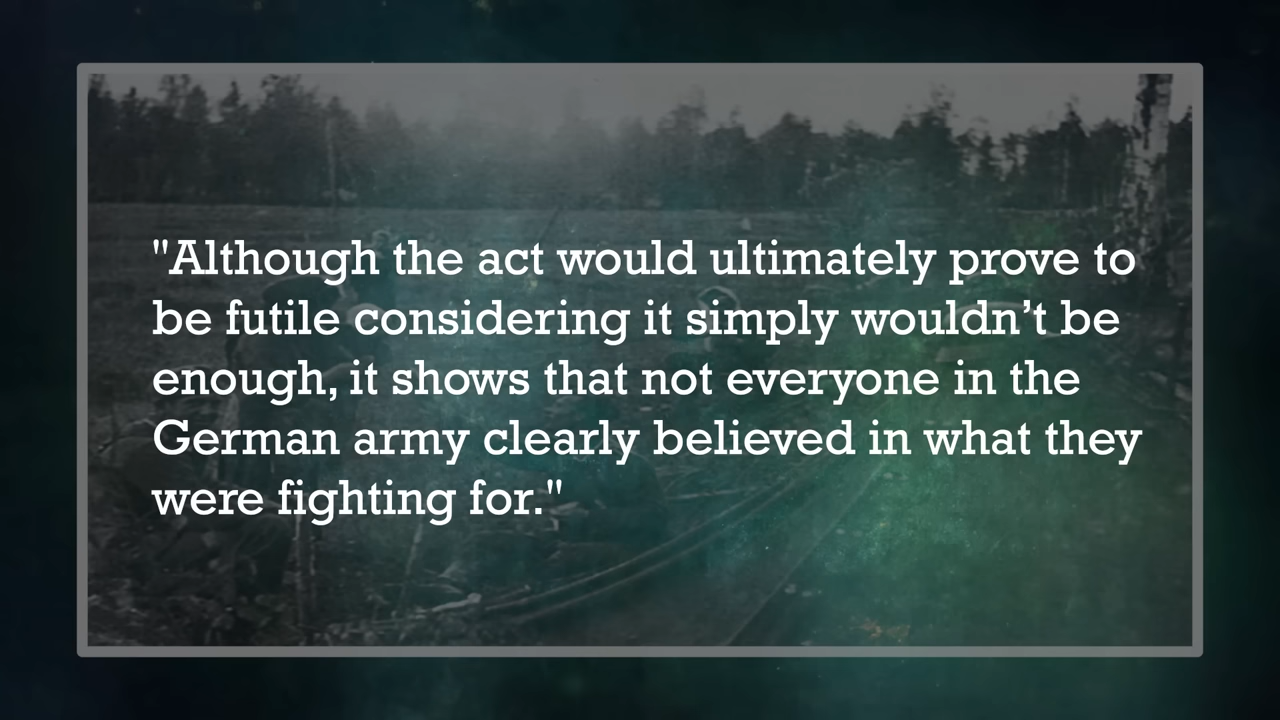 "Although the act would ultimately prove to
be futile considering it simply wouldn’t be
enough, it shows that not everyone in the
German army clearly believed in what they
were fighting for."